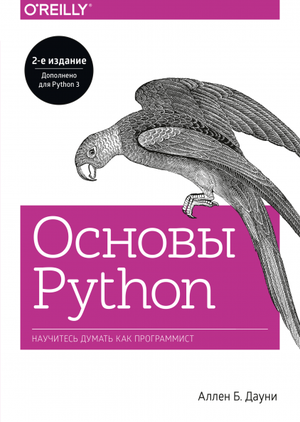 O'REILLY
2-е издание
Дополнено
для Python 3
Основы
Python
НАУЧИТЕСЬ ДУМАТЬ КАК ПРОГРАММИСТ
Аллен Б. Дауни